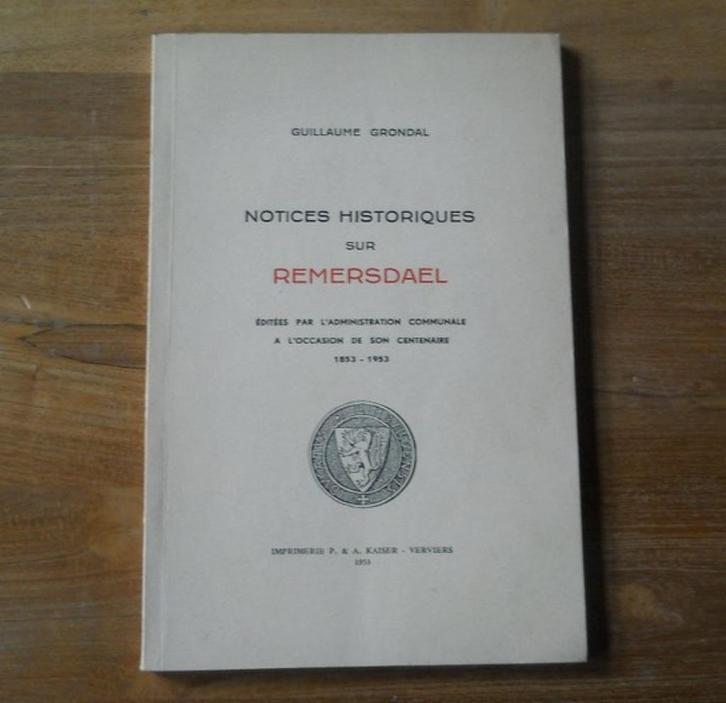 GUILLAUME GRONDAL
NOTICES HISTORIQUES
SUR
REMERSDAEL
ÉDITÉES PAR L'ADMINISTRATION COMMUNALE
A L'OCCASION DE SON CENTENAIRE
1853 - 1953
IMPRIMERIE P. & A. KAISER - VERVIERS
1953